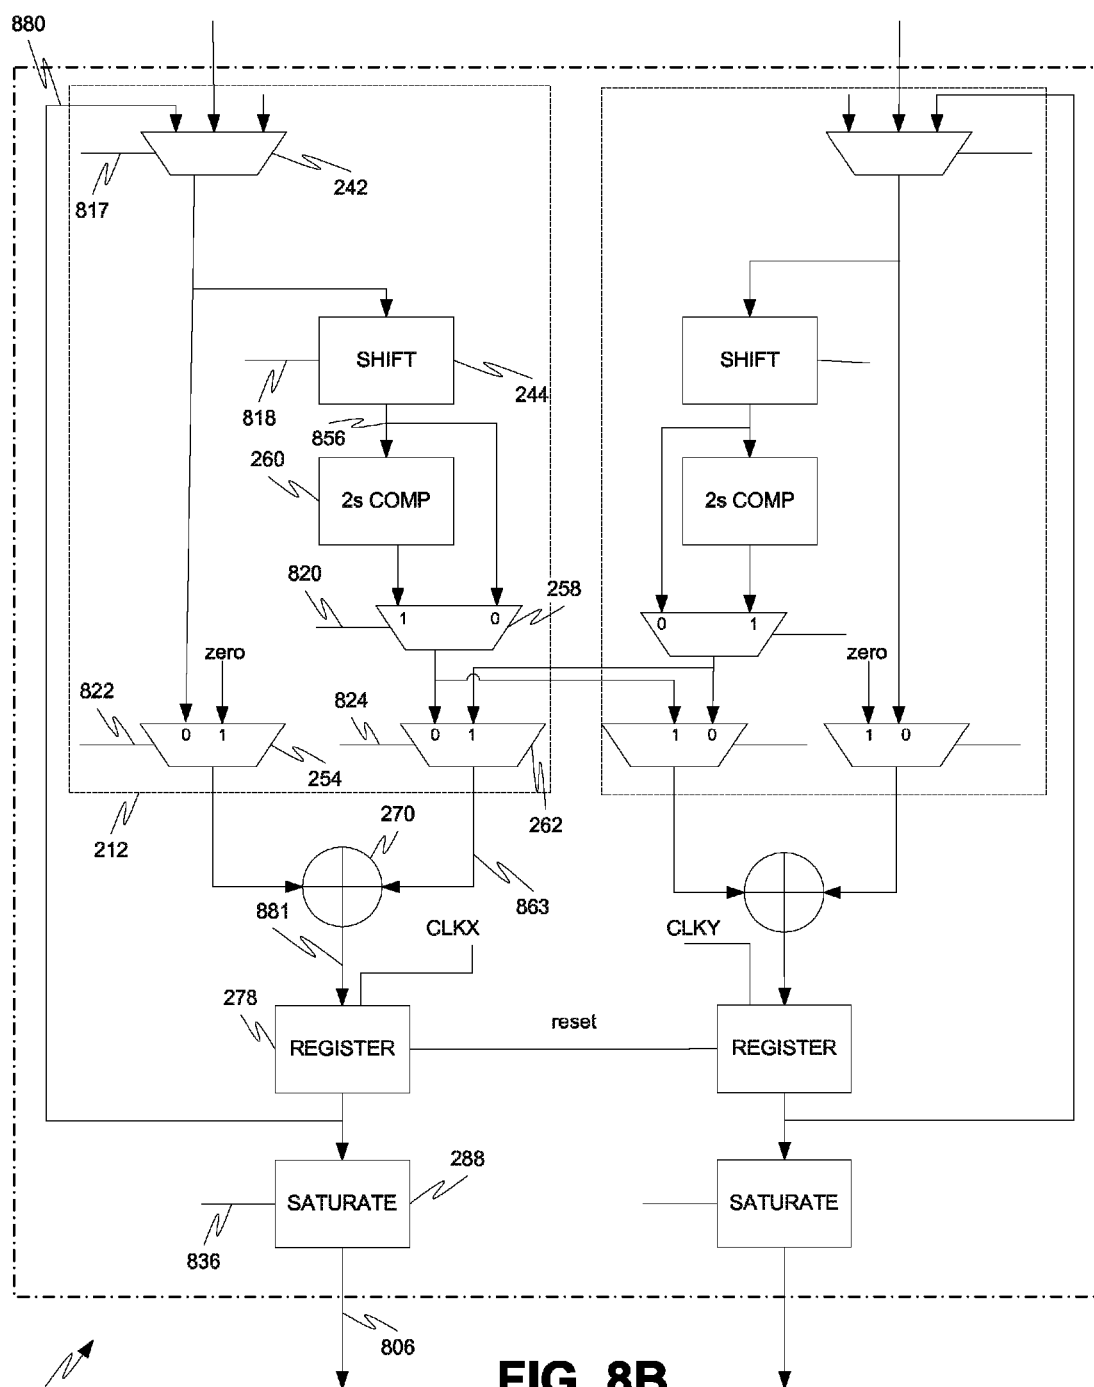 880
817
242
SHIFT
SHIFT
818
244
856
260
2s COMP
2s COMP
820
258
1 0
0 1
zero
zero
822
824
0 1
0 1
1 0
1 0
254
262
212
270
863
881
CLKX
CLKY
278
reset
REGISTER
REGISTER
288
SATURATE
SATURATE
836
806
FIG. 8B